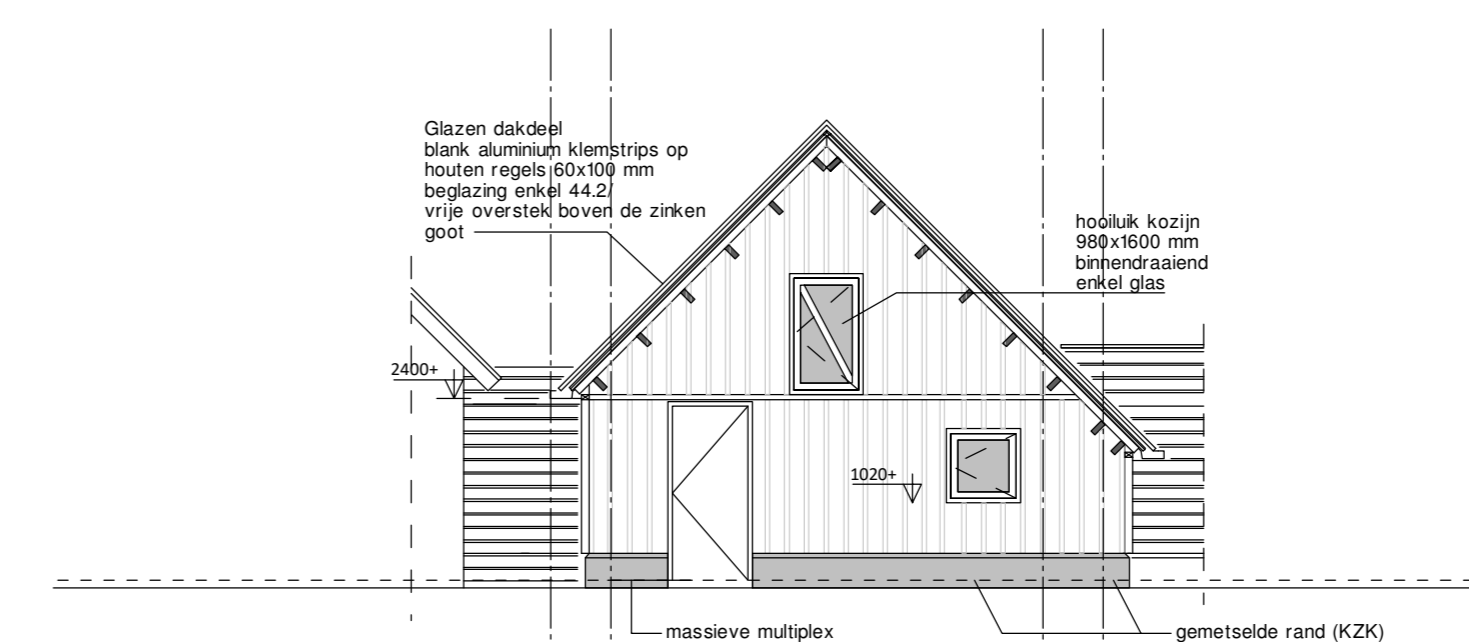 Glazen dakdeel
blank aluminium klemstrips op
houten regels 60x100 mm
beglazing enkel 44.2/
vrije overstek boven de zinken
goot
hooiluik kozijn
980x1600 mm
binnendraaiend
enkel glas
2400+
1020+
massieve multiplex
gemetselde rand (KZK)